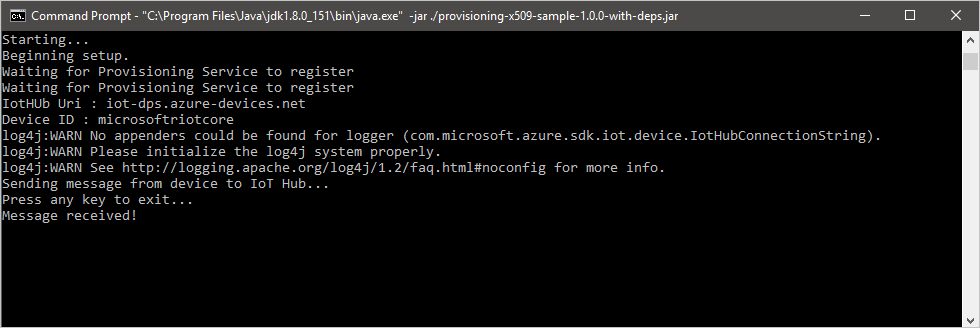 Command Prompt - "C:\Program Files\Java\jdk1.8.0_151\bin\java.exe" -jar ./provisioning-x509-sample-1.0.0-with-deps.jar
Starting...
Beginning setup.
Waiting for Provisioning Service to register
Waiting for Provisioning Service to register
IotHUb Uri : iot-dps.azure-devices.net
Device ID : microsoftriotcore
log4j:WARN No appenders could be found for logger (com.microsoft.azure.sdk.iot.device.IotHubConnectionString).
log4j:WARN Please initialize the log4j system properly.
log4j:WARN See http://logging.apache.org/log4j/1.2/faq.html#noconfig for more info.
Sending message from device to IoT Hub...
Press any key to exit...
Message received!